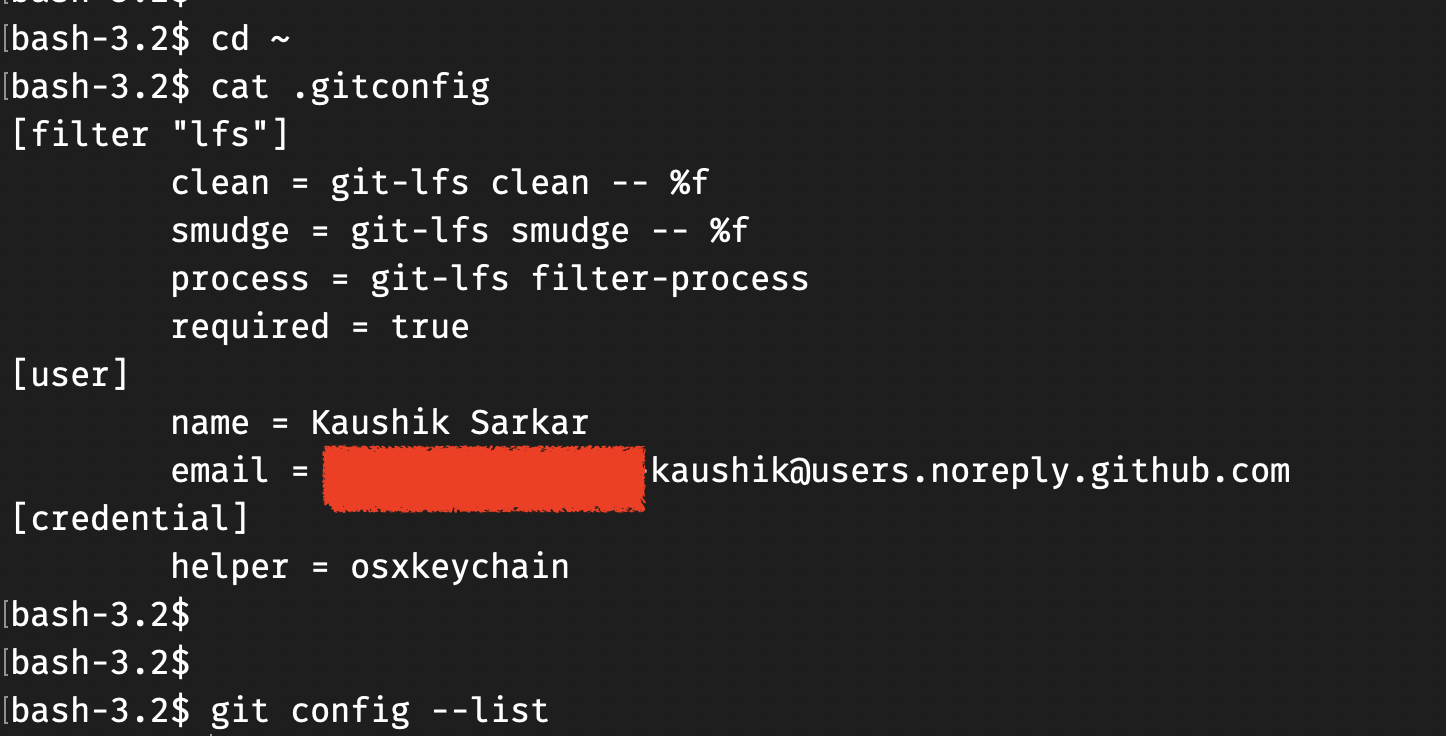 [bash-3.2$ cd ~
[bash-3.2$ cat .gitconfig
[filter "lfs"]
clean = git-lfs clean -- %f
smudge = git-lfs smudge -- %f
process = git-lfs filter-process
required = true
[user]
name = Kaushik Sarkar
email = kaushik@users.noreply.github.com
[credential]
helper = osxkeychain
[bash-3.2$
[bash-3.2$
[bash-3.2$ git config --list